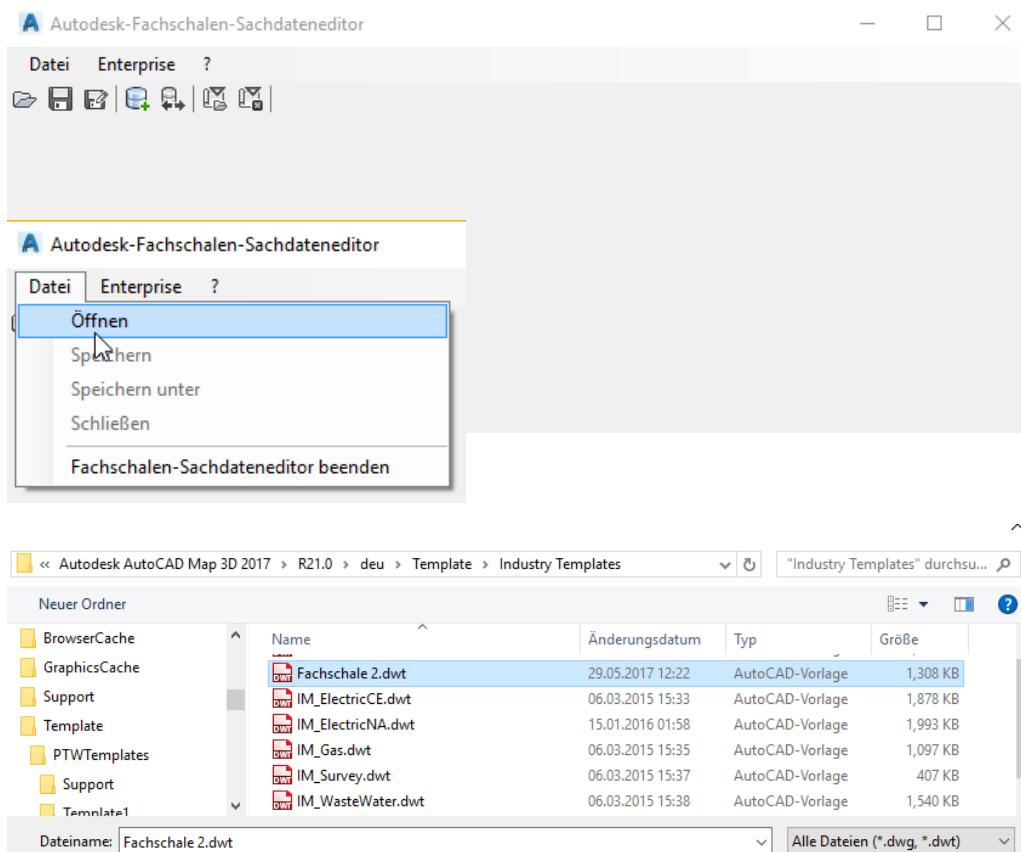 Autodesk-Fachschalen-Sachdateneditor
Datei Enterprise ?
Autodesk-Fachschalen-Sachdateneditor
Datei Enterprise ?
Öffnen
Speichern
Speichern unter
Schließen
Fachschalen-Sachdateneditor beenden
« Autodesk AutoCAD Map 3D 2017 › R21.0 › deu › Template › Industry Templates "Industry Templates" durchsu...
Neuer Ordner ?
BrowserCache
GraphicsCache
Support
Template
PTWTemplates
Support
Template1
Name Änderungsdatum Typ Größe
Fachschale 2.dwt 29.05.2017 12:22 AutoCAD-Vorlage 1,308 KB
IM_ElectricCE.dwt 06.03.2015 15:33 AutoCAD-Vorlage 1,878 KB
IM_ElectricNA.dwt 15.01.2016 01:58 AutoCAD-Vorlage 1,993 KB
IM_Gas.dwt 06.03.2015 15:35 AutoCAD-Vorlage 1,097 KB
IM_Survey.dwt 06.03.2015 15:37 AutoCAD-Vorlage 407 KB
IM_WasteWater.dwt 06.03.2015 15:38 AutoCAD-Vorlage 1,540 KB
Dateiname: Fachschale 2.dwt Alle Dateien (*.dwg, *.dwt)